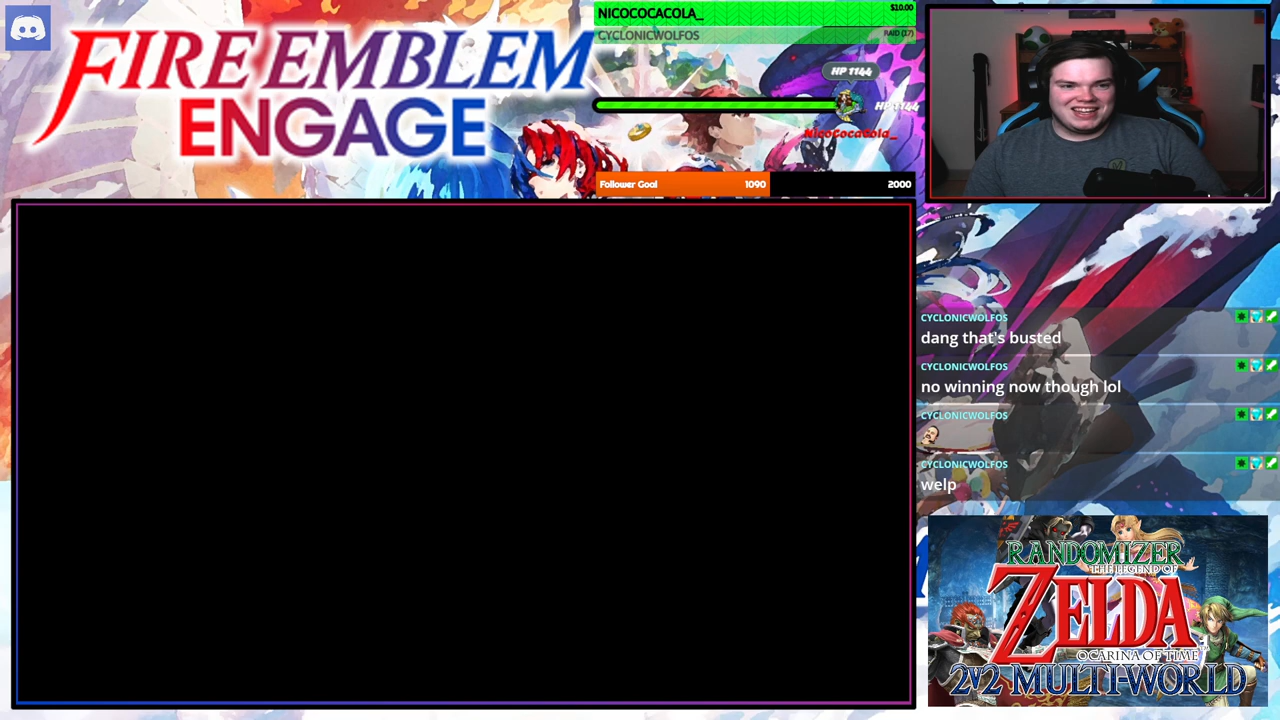 FIRE EMBLEM
ENGAGE
NICOCOCACOLA_
$10.00
CYCLONICWOLFOS
RAID (17)
HP 1144
HP 1144
NicoCocaCola_
Follower Goal
1090
2000
CYCLONICWOLFOS
dang that's busted
CYCLONICWOLFOS
no winning now though lol
CYCLONICWOLFOS
CYCLONICWOLFOS
welp
RANDOMIZER
THE LEGEND OF
ZELDA
OCARINA OF TIME
2V2 MULTI-WORLD